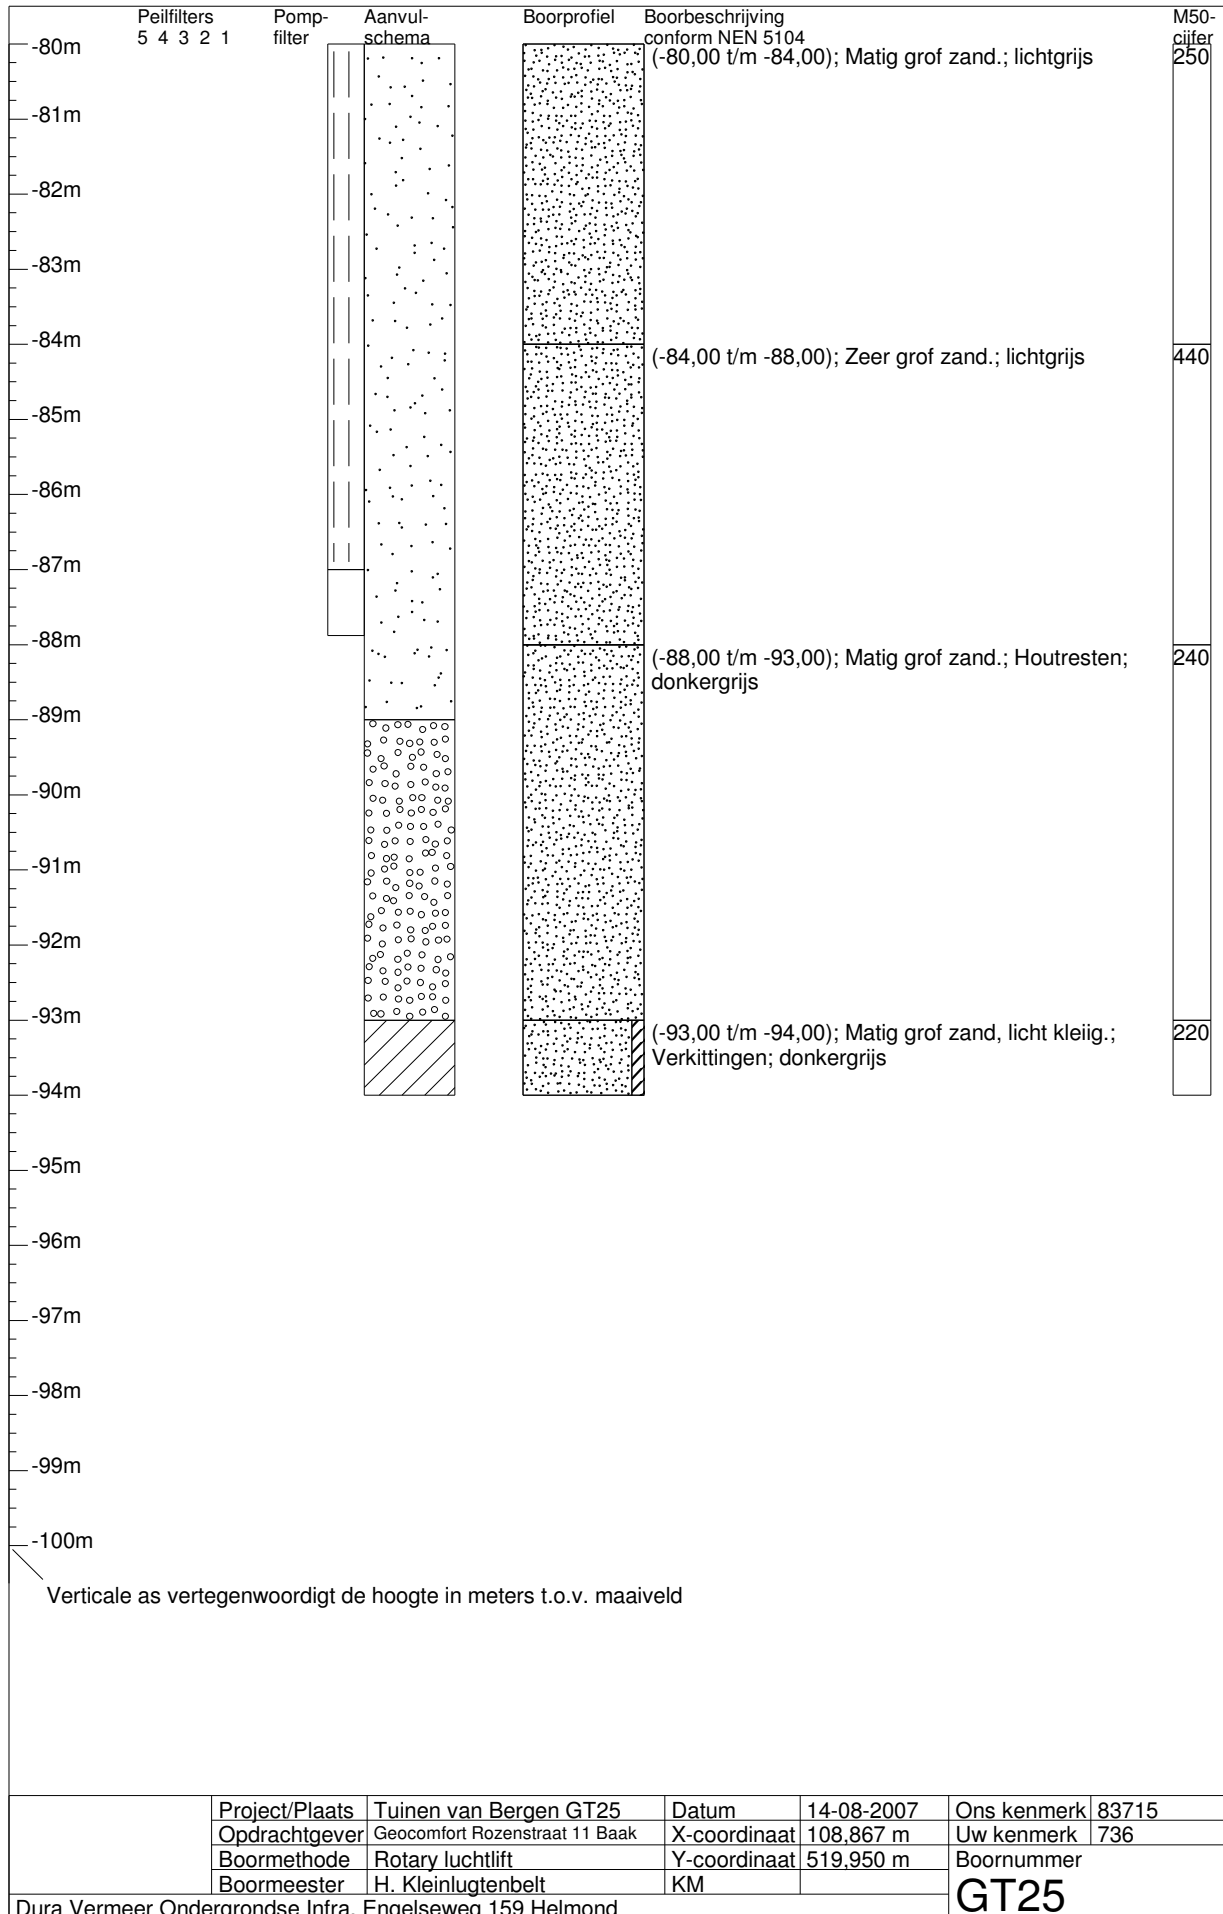 Peilfilters Pomp- Aanvul- Boorprofiel Boorbeschrijving M50-
5 4 3 2 1 filter schema conform NEN 5104 cijfer
-80m
(-80,00 t/m -84,00); Matig grof zand.; lichtgrijs 250
-81m
-82m
-83m
-84m
(-84,00 t/m -88,00); Zeer grof zand.; lichtgrijs 440
-85m
-86m
-87m
-88m
(-88,00 t/m -93,00); Matig grof zand.; Houtresten; 240
donkergrijs
-89m
-90m
-91m
-92m
-93m
(-93,00 t/m -94,00); Matig grof zand, licht kleiig.; 220
Verkittingen; donkergrijs
-94m
-95m
-96m
-97m
-98m
-99m
-100m
Verticale as vertegenwoordigt de hoogte in meters t.o.v. maaiveld
Project/Plaats Tuinen van Bergen GT25 Datum 14-08-2007 Ons kenmerk 83715
Opdrachtgever Geocomfort Rozenstraat 11 Baak X-coordinaat 108,867 m Uw kenmerk 736
Boormethode Rotary luchtlift Y-coordinaat 519,950 m Boornummer
Boormeester H. Kleinlugtenbelt KM GT25
Dura Vermeer Ondergrondse Infra, Engelseweg 159 Helmond